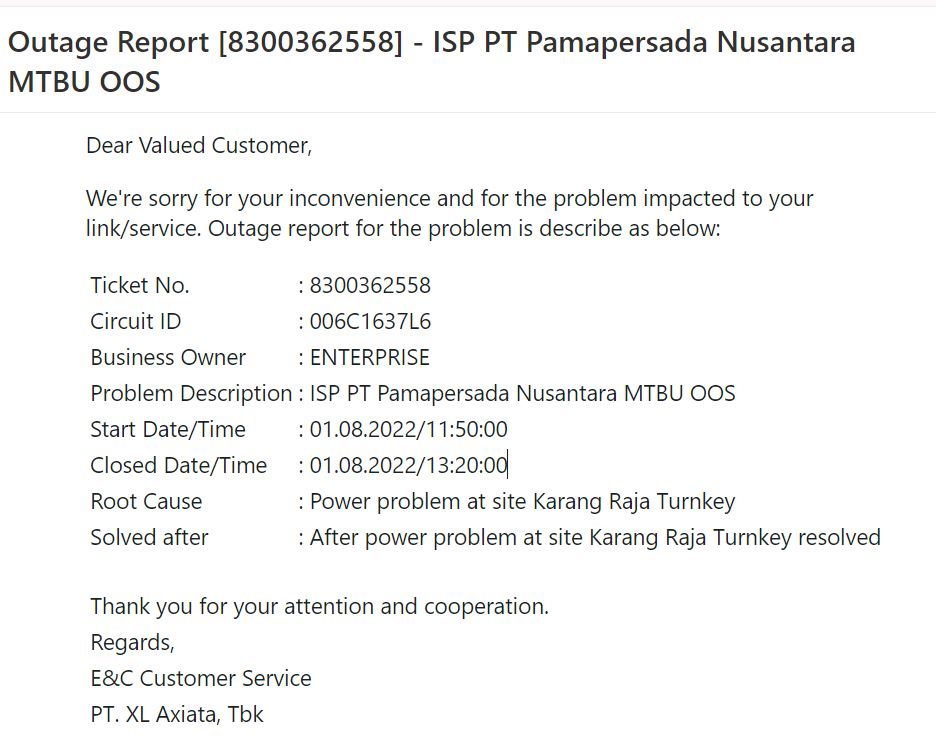 Outage Report [8300362558] - ISP PT Pamapersada Nusantara
MTBU OOS
Dear Valued Customer,
We're sorry for your inconvenience and for the problem impacted to your
link/service. Outage report for the problem is describe as below:
Ticket No. : 8300362558
Circuit ID : 006C1637L6
Business Owner : ENTERPRISE
Problem Description : ISP PT Pamapersada Nusantara MTBU OOS
Start Date/Time : 01.08.2022/11:50:00
Closed Date/Time : 01.08.2022/13:20:00
Root Cause : Power problem at site Karang Raja Turnkey
Solved after : After power problem at site Karang Raja Turnkey resolved
Thank you for your attention and cooperation.
Regards,
E&C Customer Service
PT. XL Axiata, Tbk